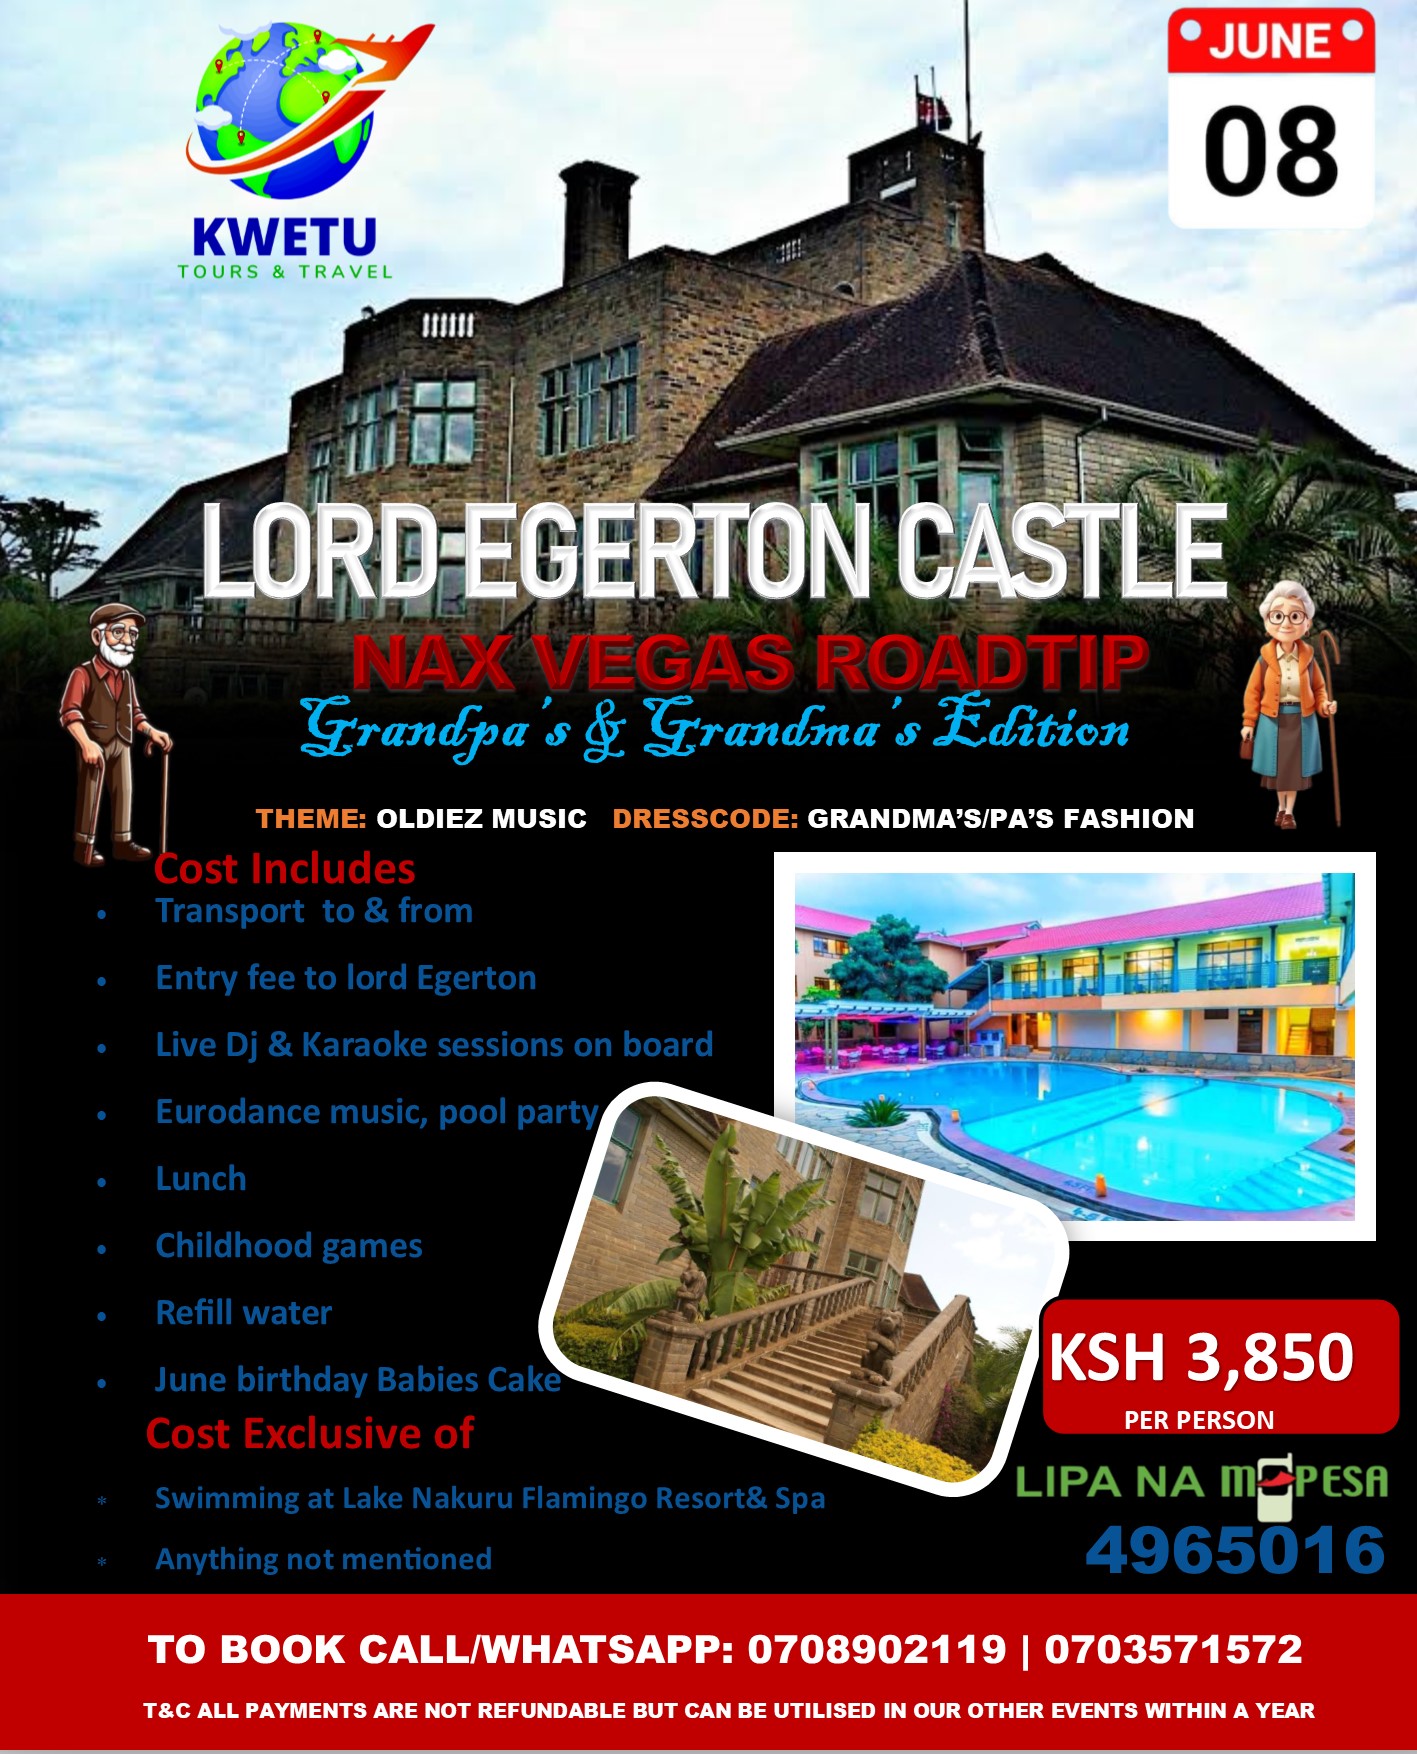 JUNE
08
KWETU
TOURS & TRAVEL
LORD EGERTON CASTLE
NAX VEGAS ROADTIP
Grandpa's & Grandma's Edition
THEME: OLDIEZ MUSIC DRESSCODE: GRANDMA'S/PA'S FASHION
Cost Includes
• Transport to & from
• Entry fee to lord Egerton
• Live Dj & Karaoke sessions on board
• Eurodance music, pool party
• Lunch
• Childhood games
• Refill water
• June birthday Babies Cake
Cost Exclusive of
* Swimming at Lake Nakuru Flamingo Resort& Spa
* Anything not mentioned
KSH 3,850
PER PERSON
LIPA NA M-PESA
4965016
TO BOOK CALL/WHATSAPP: 0708902119 | 0703571572
T&C ALL PAYMENTS ARE NOT REFUNDABLE BUT CAN BE UTILISED IN OUR OTHER EVENTS WITHIN A YEAR